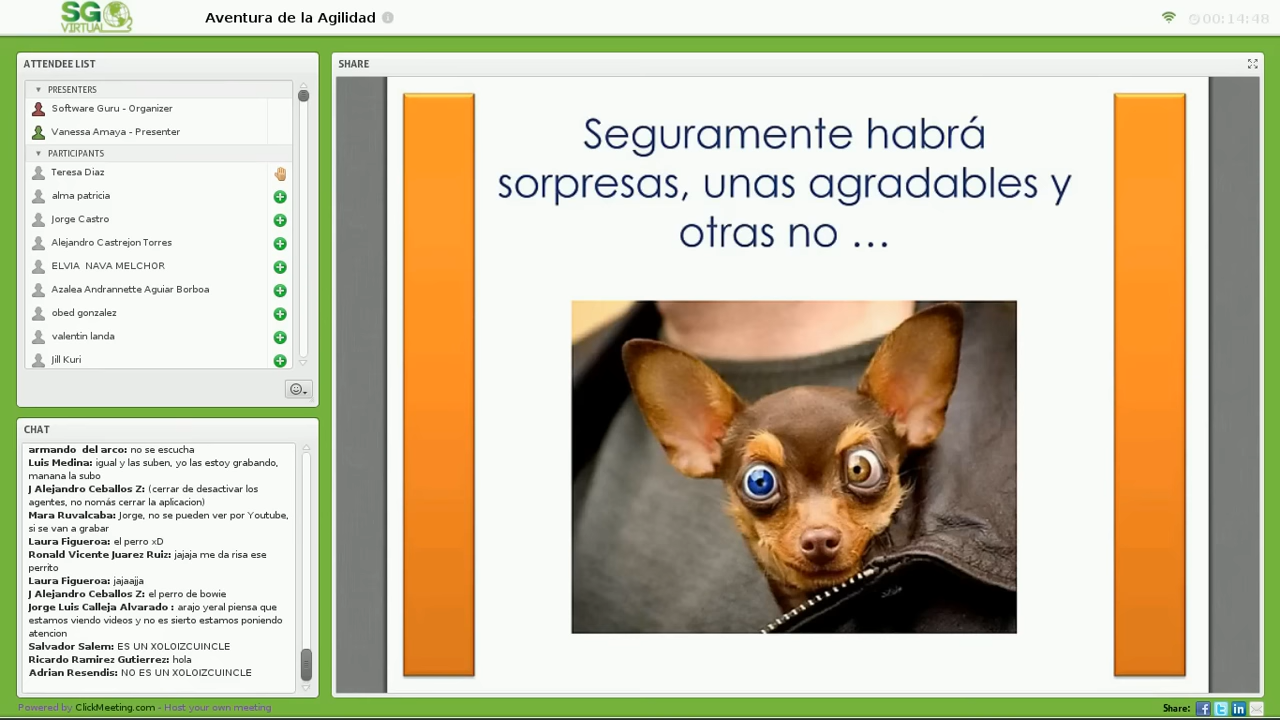 SG
VIRTUAL
Aventura de la Agilidad
00:14:48
ATTENDEE LIST
PRESENTERS
Software Guru - Organizer
Vanessa Amaya - Presenter
PARTICIPANTS
Teresa Diaz
alma patricia
Jorge Castro
Alejandro Castrejon Torres
ELVIA NAVA MELCHOR
Azalea Andrannette Aguiar Borboa
obed gonzalez
valentin landa
Jill Kuri
CHAT
armando del arco: no se escucha
Luis Medina: igual y las suben, yo las estoy grabando,
manana la subo
J Alejandro Ceballos Z: (cerrar de desactivar los
agentes, no nomás cerrar la aplicacion)
Mara Ruvalcaba: Jorge, no se pueden ver por Youtube,
si se van a grabar
Laura Figueroa: el perro xD
Ronald Vicente Juarez Ruiz: jajaja me da risa ese
perrito
Laura Figueroa: jajaajja
J Alejandro Ceballos Z: el perro de bowie
Jorge Luis Calleja Alvarado : arajo yeral piensa que
estamos viendo videos y no es sierto estamos poniendo
atencion
Salvador Salem: ES UN XOLOIZCUINCLE
Ricardo Ramirez Gutierrez: hola
Adrian Resendis: NO ES UN XOLOIZCUINCLE
SHARE
Seguramente habrá
sorpresas, unas agradables y
otras no ...
Powered by ClickMeeting.com - Host your own meeting
Share: